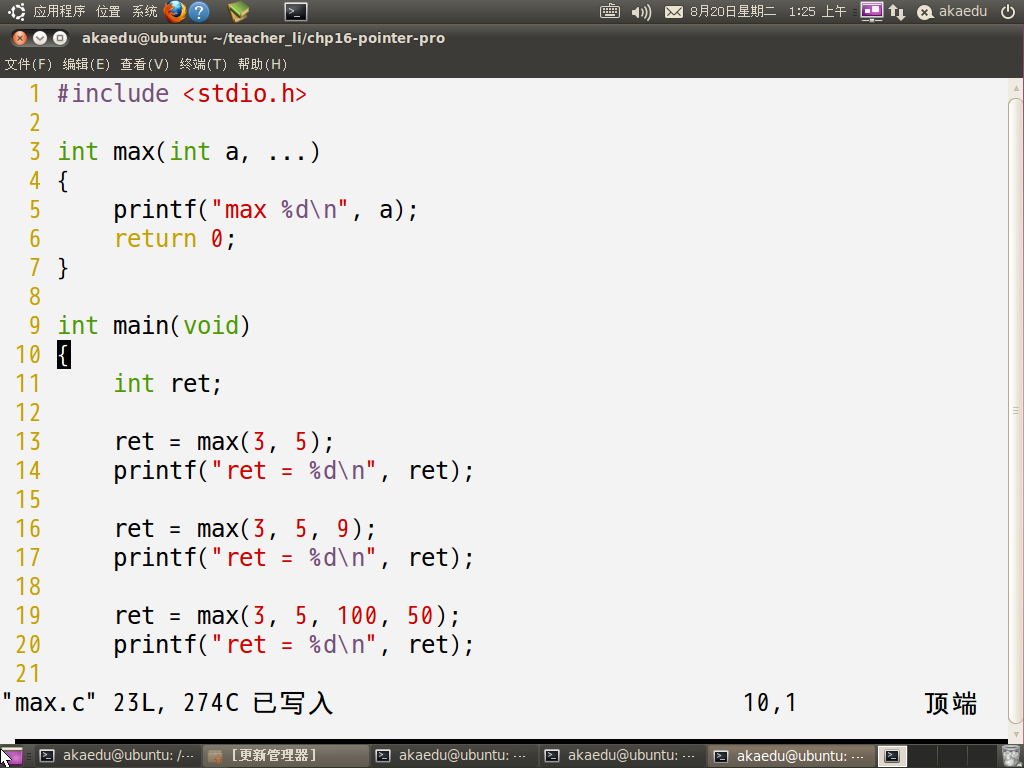 应用程序 位置 系统 8月20日星期二 1:25 上午 akaedu
akaedu@ubuntu: ~/teacher_li/chp16-pointer-pro
文件(F) 编辑(E) 查看(V) 终端(T) 帮助(H)
1 #include <stdio.h>
2
3 int max(int a, ...)
4 {
5     printf("max %d\n", a);
6     return 0;
7 }
8
9 int main(void)
10 {
11     int ret;
12
13     ret = max(3, 5);
14     printf("ret = %d\n", ret);
15
16     ret = max(3, 5, 9);
17     printf("ret = %d\n", ret);
18
19     ret = max(3, 5, 100, 50);
20     printf("ret = %d\n", ret);
21
"max.c" 23L, 274C 已写入 10,1 顶端
akaedu@ubuntu: /··· [更新管理器] akaedu@ubuntu: ··· akaedu@ubuntu: ··· akaedu@ubuntu: ···